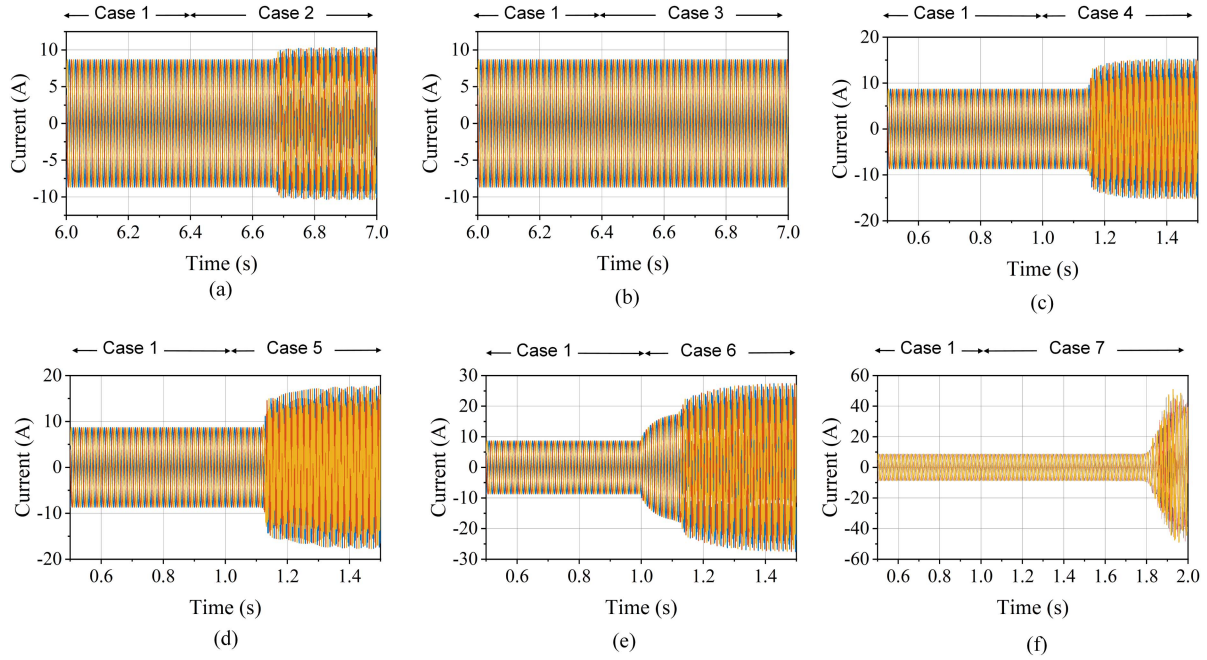 Case 1 Case 2
Current (A)
10
5
0
-5
-10
6.0 6.2 6.4 6.6 6.8 7.0
Time (s)
(a)
Case 1 Case 3
Current (A)
10
5
0
-5
-10
6.0 6.2 6.4 6.6 6.8 7.0
Time (s)
(b)
Case 1 Case 4
Current (A)
20
10
0
-10
-20
0.6 0.8 1.0 1.2 1.4
Time (s)
(c)
Case 1 Case 5
Current (A)
20
10
0
-10
-20
0.6 0.8 1.0 1.2 1.4
Time (s)
(d)
Case 1 Case 6
Current (A)
30
20
10
0
-10
-20
-30
0.6 0.8 1.0 1.2 1.4
Time (s)
(e)
Case 1 Case 7
Current (A)
60
40
20
0
-20
-40
-60
0.6 0.8 1.0 1.2 1.4 1.6 1.8 2.0
Time (s)
(f)